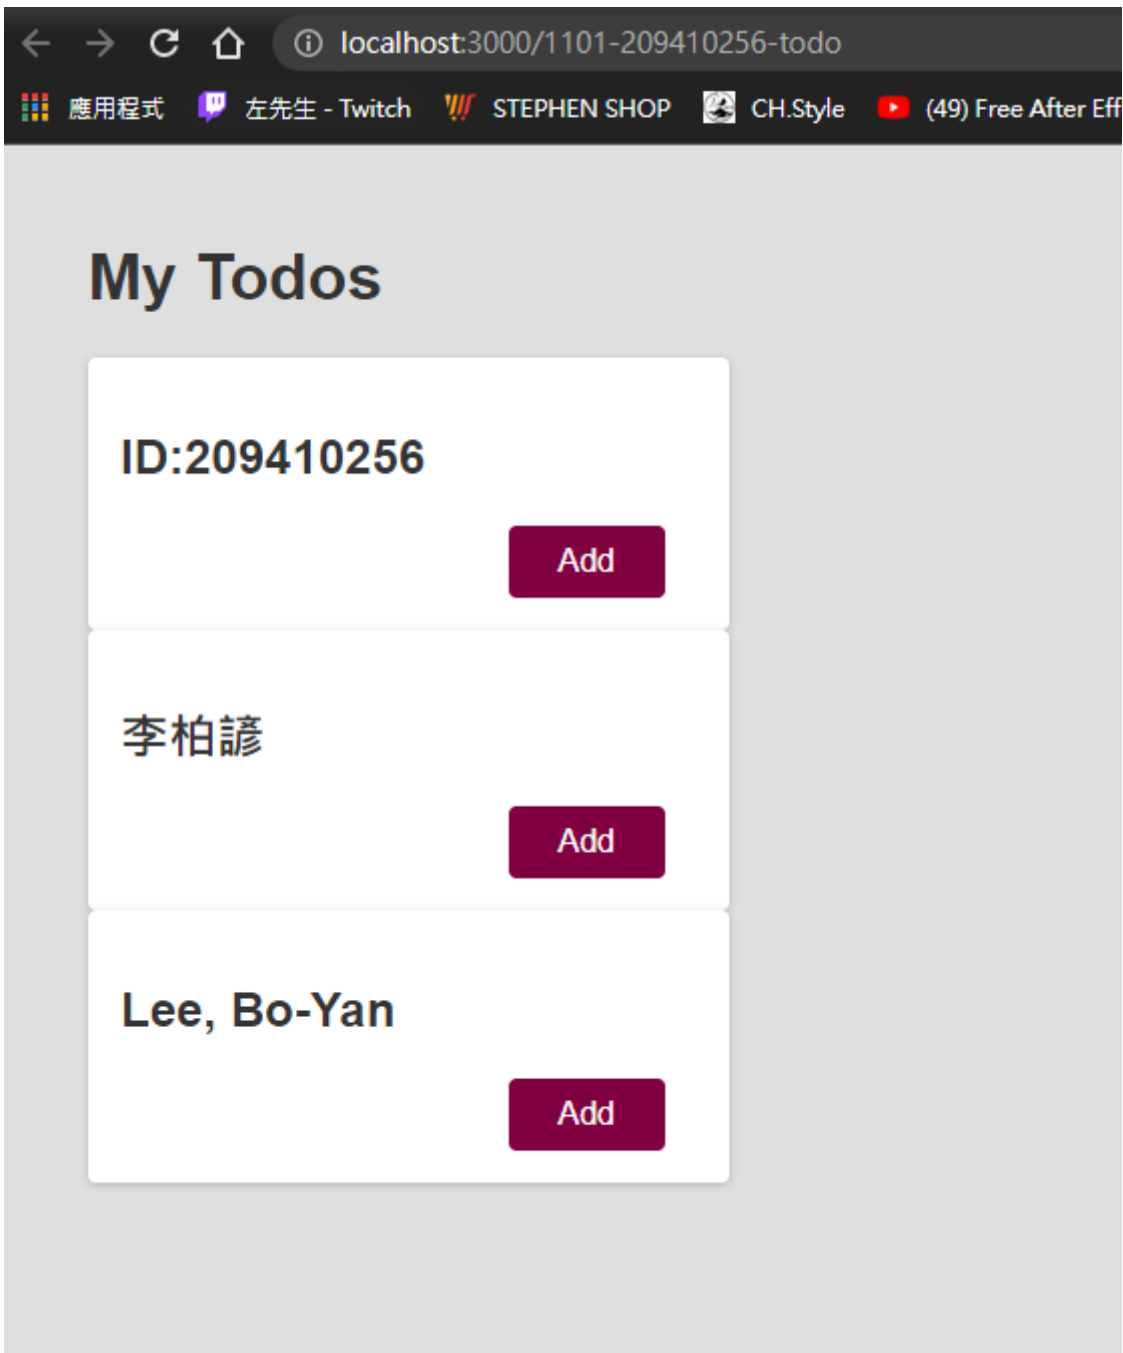 localhost:3000/1101-209410256-todo
應用程式 左先生 - Twitch STEPHEN SHOP CH.Style (49) Free After Eff
My Todos
ID:209410256
Add
李柏諺
Add
Lee, Bo-Yan
Add